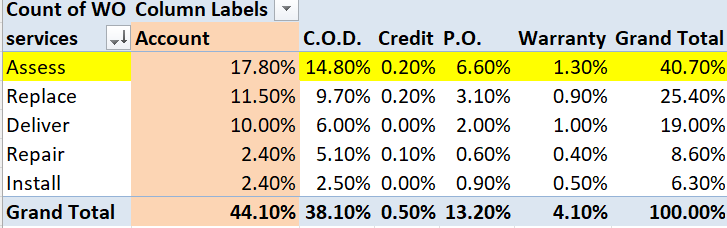 Count of WO Column Labels
services Account C.O.D. Credit P.O. Warranty Grand Total
Assess 17.80% 14.80% 0.20% 6.60% 1.30% 40.70%
Replace 11.50% 9.70% 0.20% 3.10% 0.90% 25.40%
Deliver 10.00% 6.00% 0.00% 2.00% 1.00% 19.00%
Repair 2.40% 5.10% 0.10% 0.60% 0.40% 8.60%
Install 2.40% 2.50% 0.00% 0.90% 0.50% 6.30%
Grand Total 44.10% 38.10% 0.50% 13.20% 4.10% 100.00%